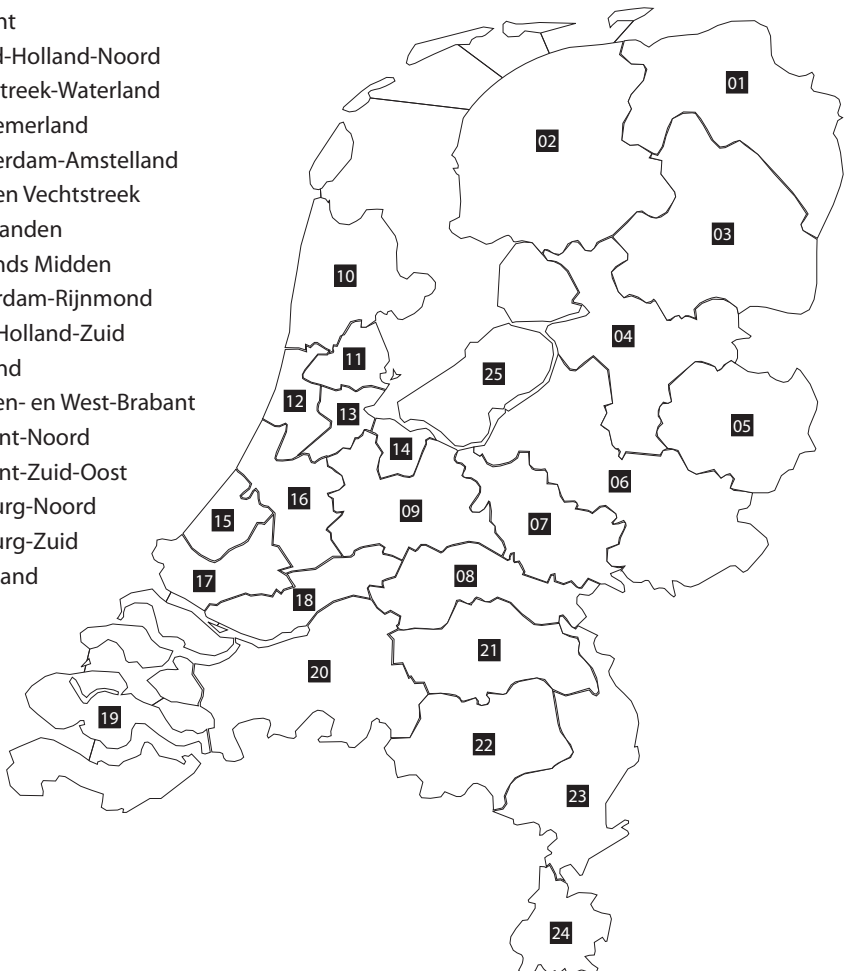 nt
d-Holland-Noord
treek-Waterland
emerland
erdam-Amstelland
en Vechtstreek
anden
nds Midden
rdam-Rijnmond
Holland-Zuid
nd
en- en West-Brabant
nt-Noord
nt-Zuid-Oost
urg-Noord
urg-Zuid
and
01
02
03
10
04
11
25
12
13
05
14
06
16
09
15
07
17
08
18
21
20
19
22
23
24